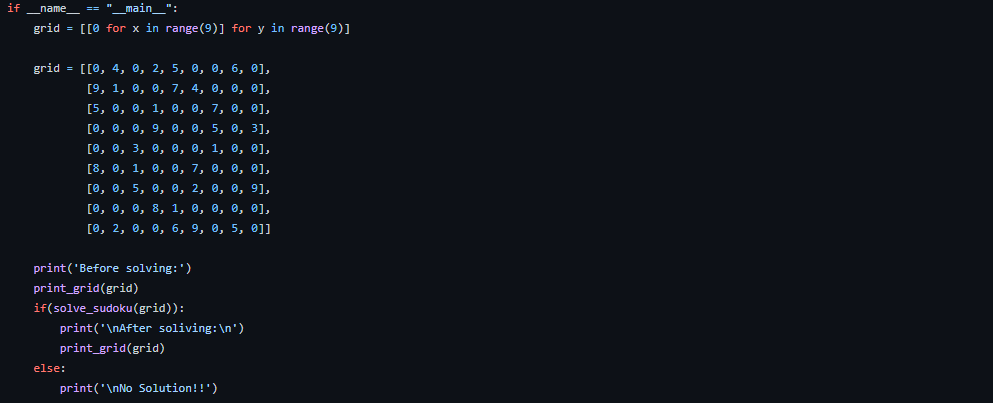 if __name__ == "__main__":
    grid = [[0 for x in range(9)] for y in range(9)]
    grid = [[0, 4, 0, 2, 5, 0, 0, 6, 0],
            [9, 1, 0, 0, 7, 4, 0, 0, 0],
            [5, 0, 0, 1, 0, 0, 7, 0, 0],
            [0, 0, 0, 9, 0, 0, 5, 0, 3],
            [0, 0, 3, 0, 0, 0, 1, 0, 0],
            [8, 0, 1, 0, 0, 7, 0, 0, 0],
            [0, 0, 5, 0, 0, 2, 0, 0, 9],
            [0, 0, 0, 8, 1, 0, 0, 0, 0],
            [0, 2, 0, 0, 6, 9, 0, 5, 0]]
    print('Before solving:')
    print_grid(grid)
    if(solve_sudoku(grid)):
        print('\nAfter soliving:\n')
        print_grid(grid)
    else:
        print('\nNo Solution!!')